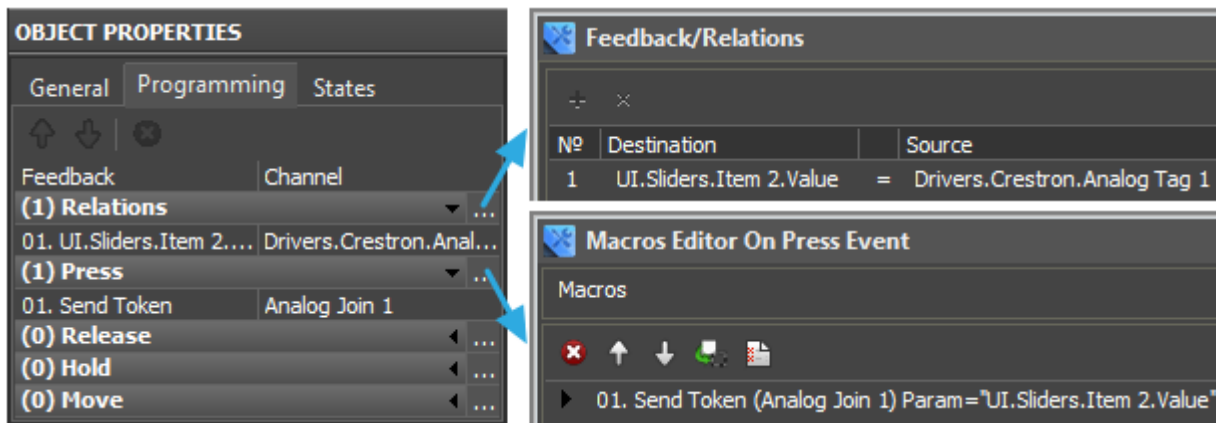 OBJECT PROPERTIES
General Programming States
Feedback Channel
(1) Relations ...
01. UI.Sliders.Item 2.... Drivers.Crestron.Anal...
(1) Press ...
01. Send Token Analog Join 1
(0) Release ...
(0) Hold ...
(0) Move ...
Feedback/Relations
Nº Destination Source
1 UI.Sliders.Item 2.Value = Drivers.Crestron.Analog Tag 1
Macros Editor On Press Event
Macros
01. Send Token (Analog Join 1) Param="UI.Sliders.Item 2.Value"